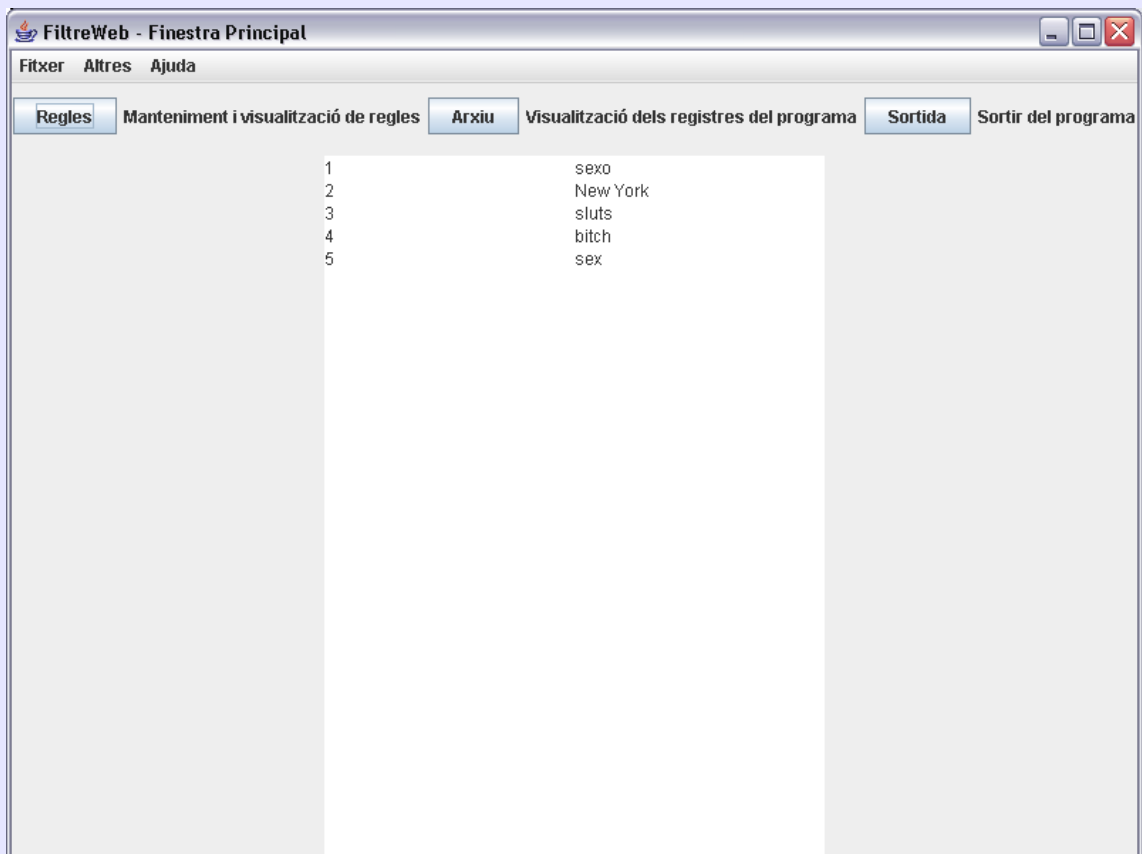 FiltreWeb - Finestra Principal
Fitxer Altres Ajuda
Regles Manteniment i visualització de regles Arxiu Visualització dels registres del programa Sortida Sortir del programa
1 sexo
2 New York
3 sluts
4 bitch
5 sex